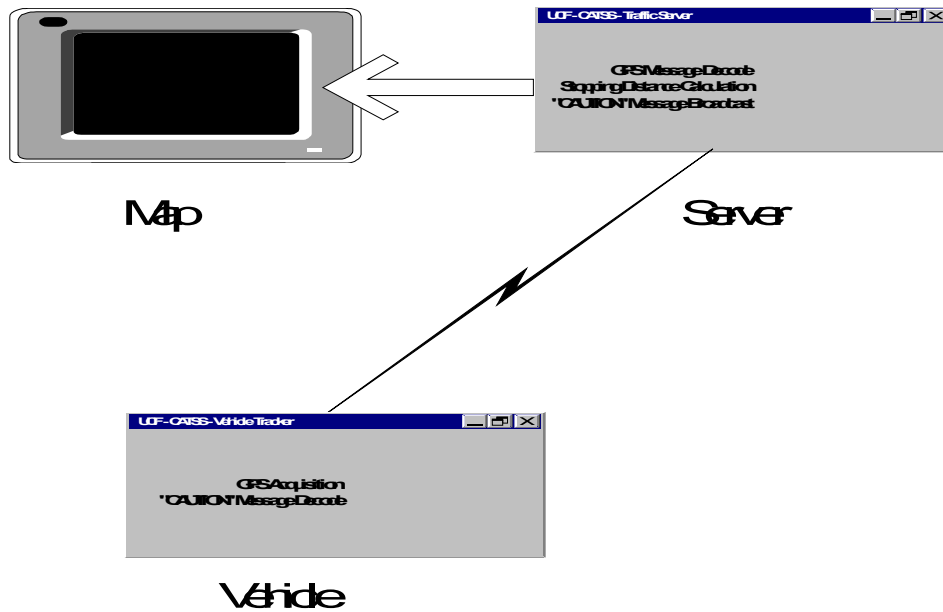 UCF - CATSS - Traffic Server
GPS Message Decode
Stopping Distance Calculation
"CAUTION" Message Broadcast
Map
Server
UCF - CATSS - Vehicle Tracker
GPS Acquisition
"CAUTION" Message Decode
Vehicle